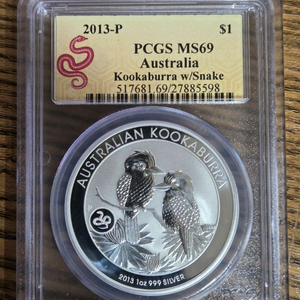 2013-P $1
PCGS MS69
Australia
Kookaburra w/Snake
517681.69/27885598
AUSTRALIAN KOOKABURRA
2013 1oz 999 SILVER